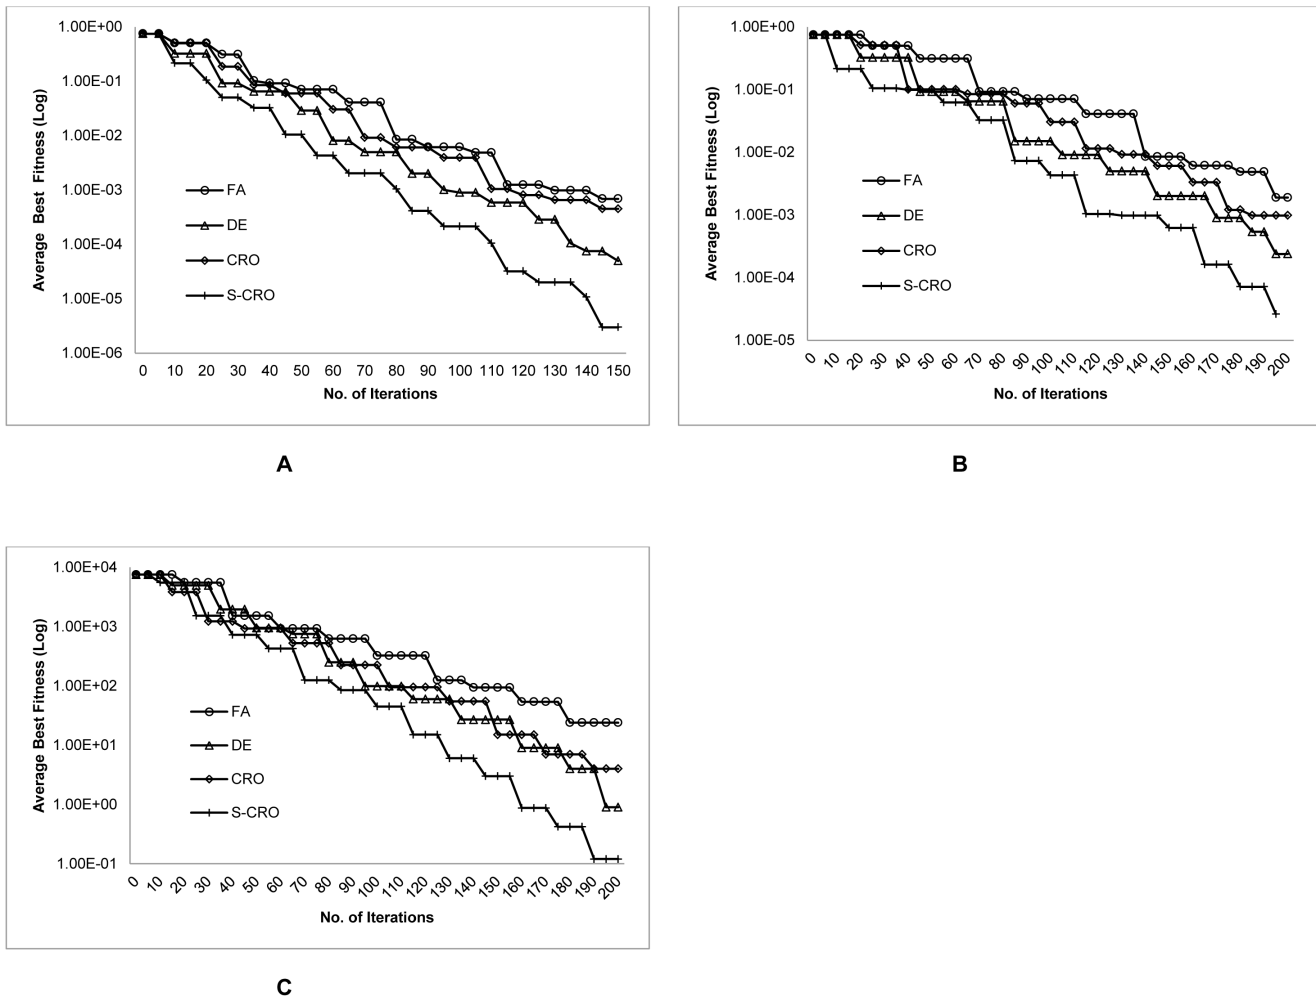 1.00E+00
1.00E-01
1.00E-02
1.00E-03
1.00E-04
1.00E-05
1.00E-06
Average Best Fitness (Log)
FA
DE
CRO
S-CRO
0 10 20 30 40 50 60 70 80 90 100 110 120 130 140 150
No. of Iterations
A
1.00E+00
1.00E-01
1.00E-02
1.00E-03
1.00E-04
1.00E-05
Average Best Fitness (Log)
FA
DE
CRO
S-CRO
0 10 20 30 40 50 60 70 80 90 100 110 120 130 140 150 160 170 180 190 200
No. of Iterations
B
1.00E+04
1.00E+03
1.00E+02
1.00E+01
1.00E+00
1.00E-01
Average Best Fitness (Log)
FA
DE
CRO
S-CRO
0 10 20 30 40 50 60 70 80 90 100 110 120 130 140 150 160 170 180 190 200
No. of Iterations
C